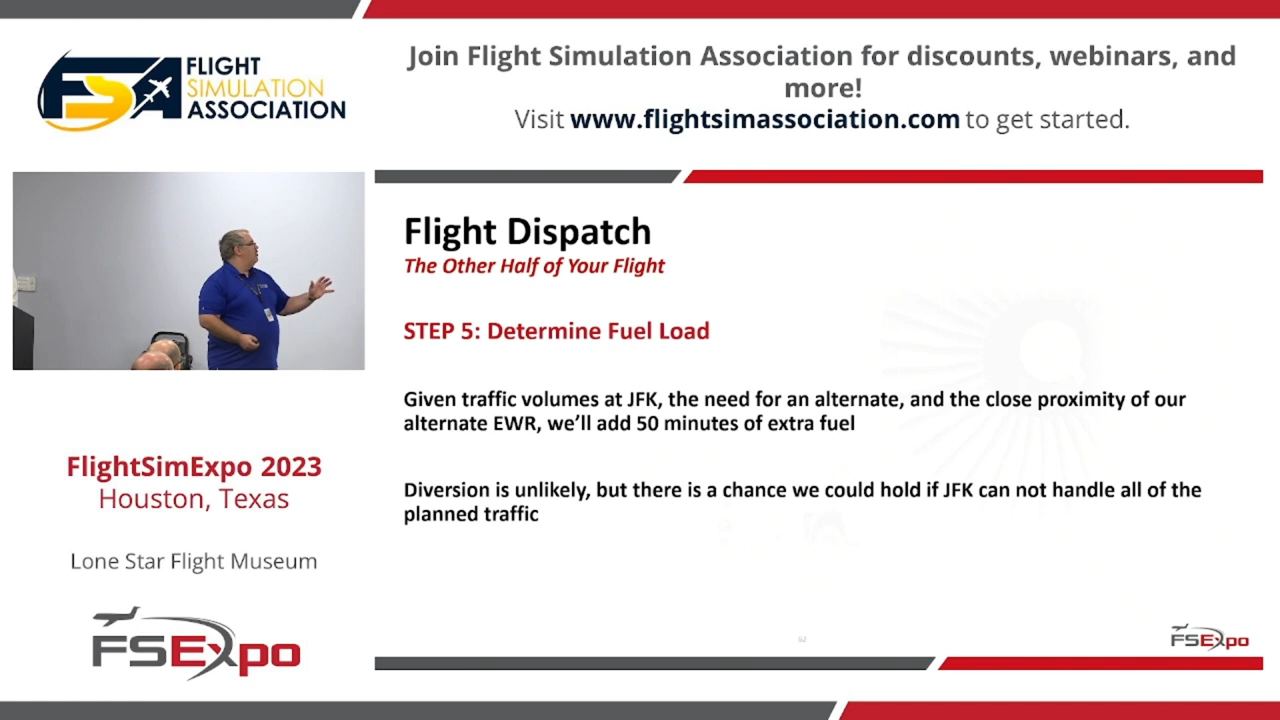 FLIGHT
SIMULATION
ASSOCIATION
FSA
Join Flight Simulation Association for discounts, webinars, and
more!
Visit www.flightsimassociation.com to get started.
Flight Dispatch
The Other Half of Your Flight
STEP 5: Determine Fuel Load
Given traffic volumes at JFK, the need for an alternate, and the close proximity of our
alternate EWR, we’ll add 50 minutes of extra fuel
Diversion is unlikely, but there is a chance we could hold if JFK can not handle all of the
planned traffic
FlightSimExpo 2023
Houston, Texas
Lone Star Flight Museum
FSExpo
FSExpo